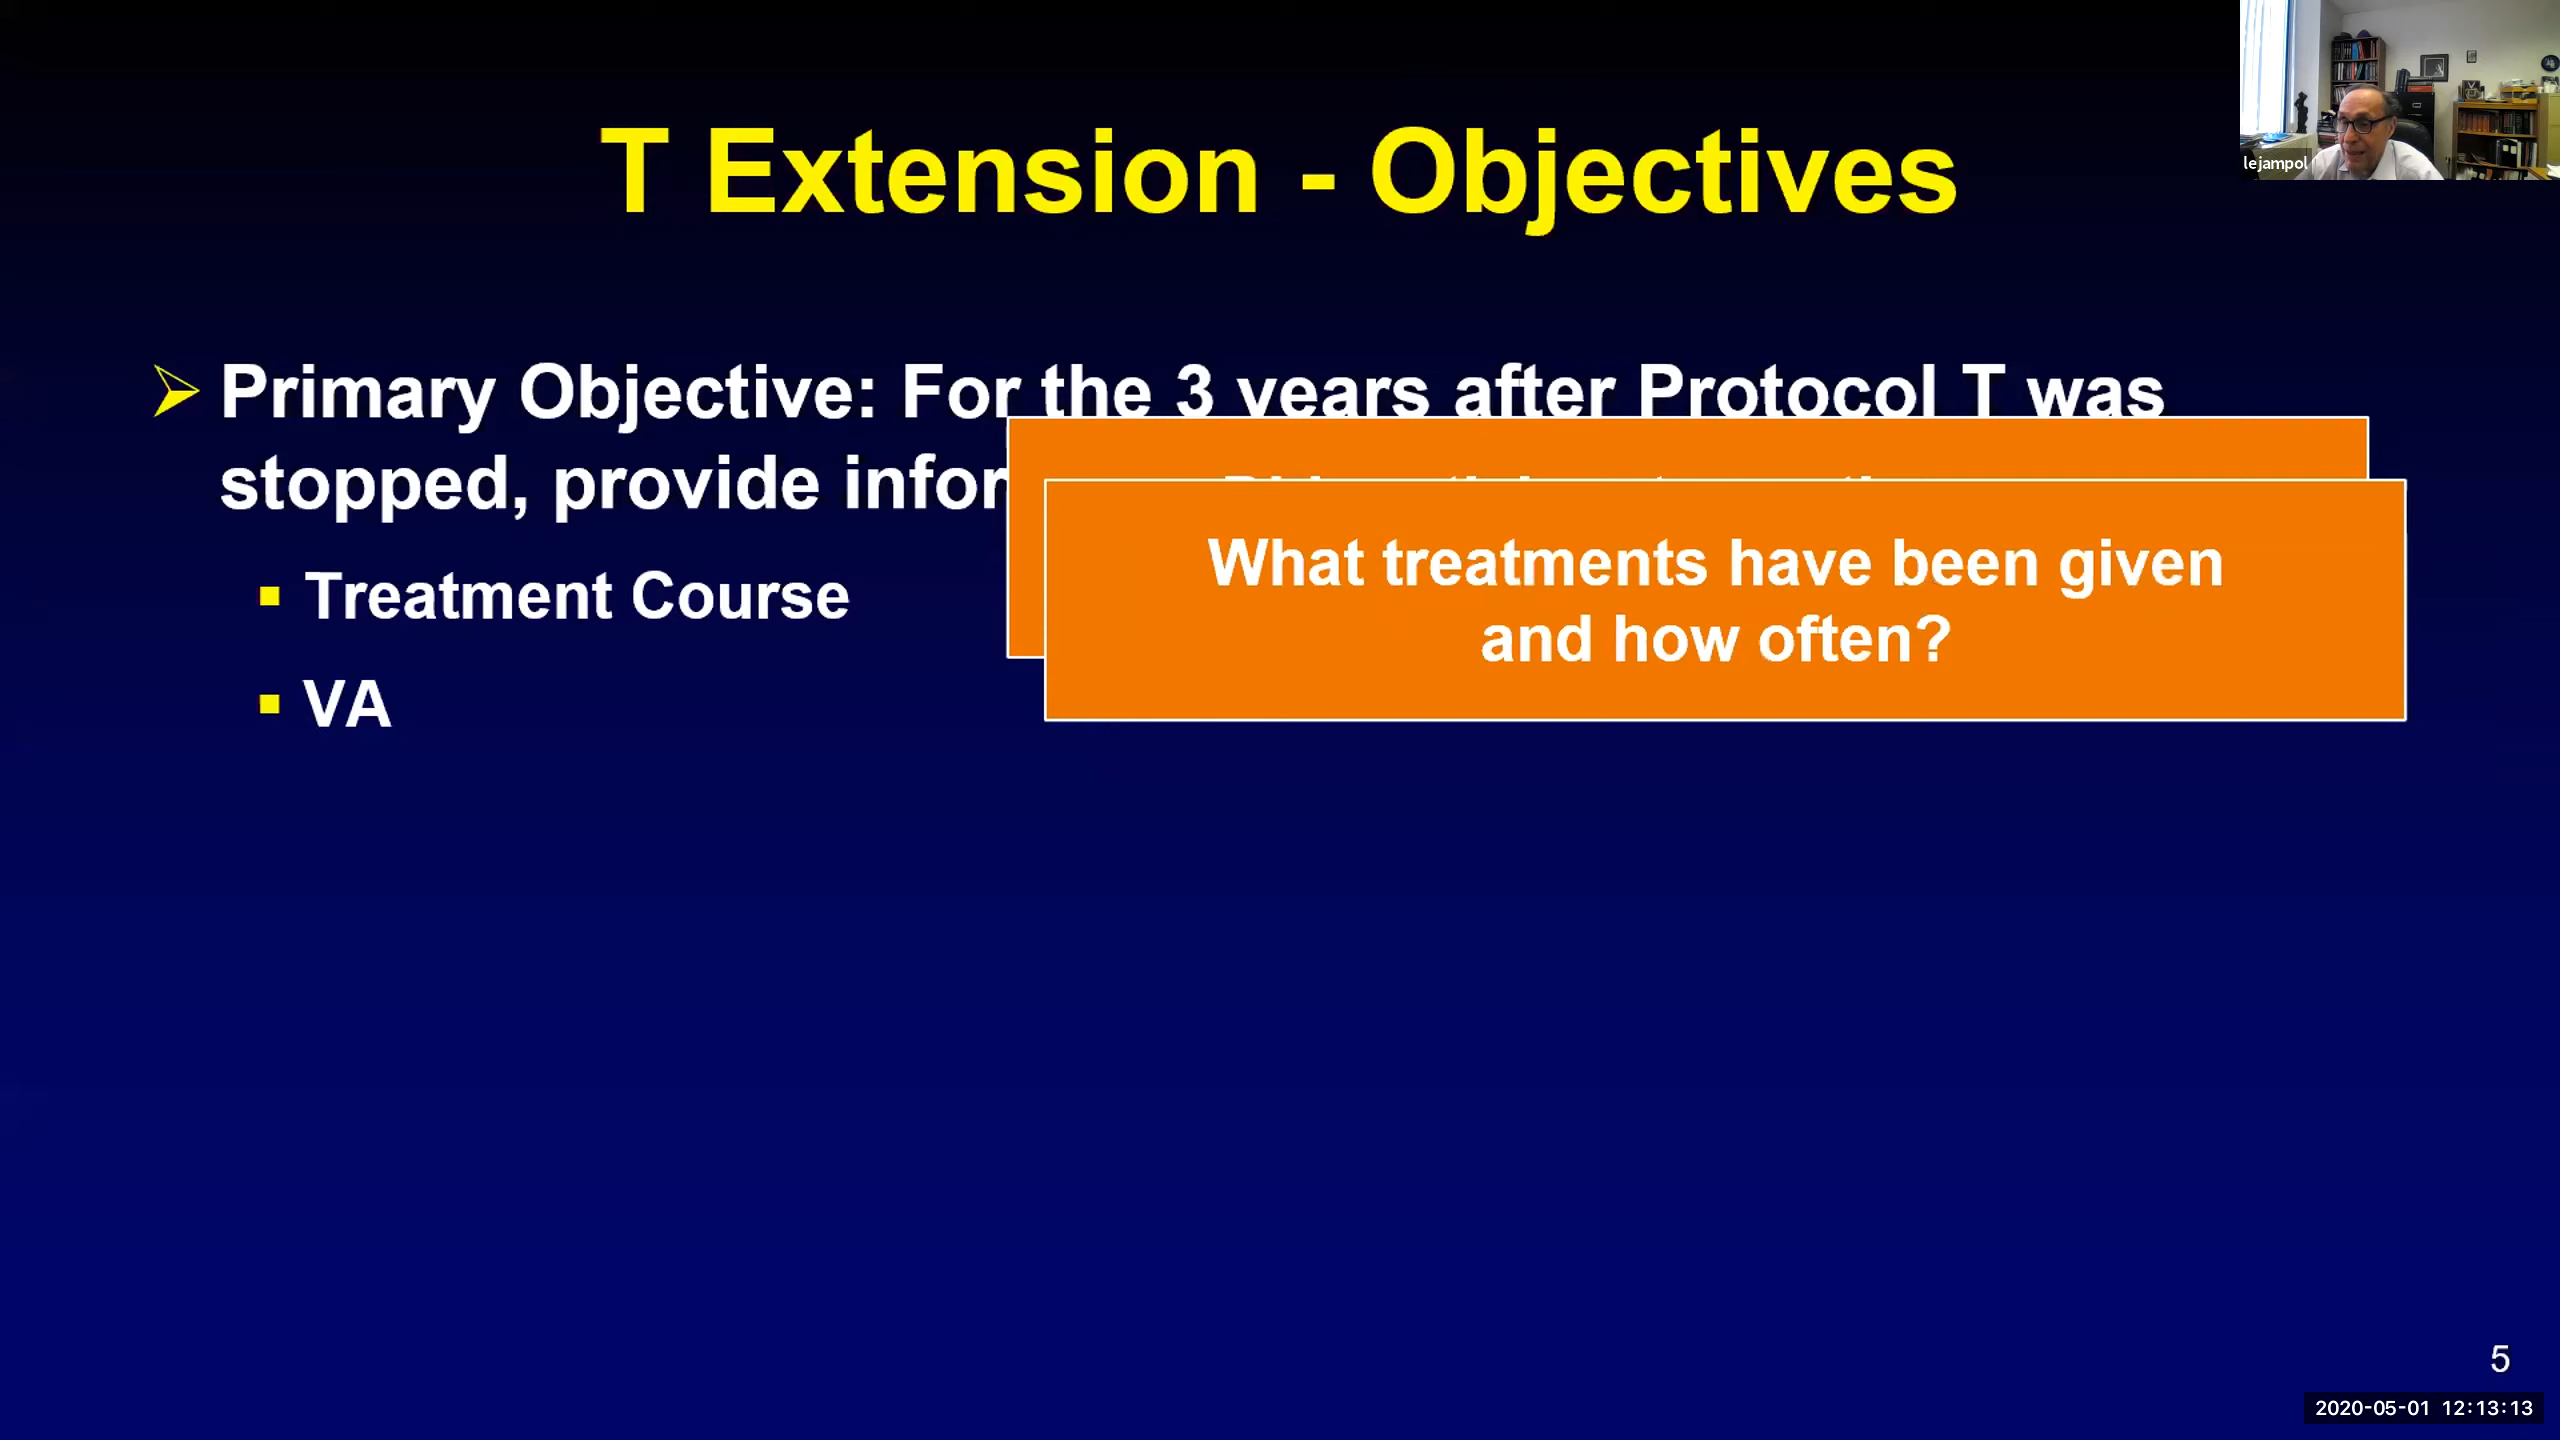 lejampol
T Extension - Objectives
Primary Objective: For the 3 years after Protocol T was
stopped, provide infor
What treatments have been given
and how often?
Treatment Course
VA
5
2020-05-01 12:13:13